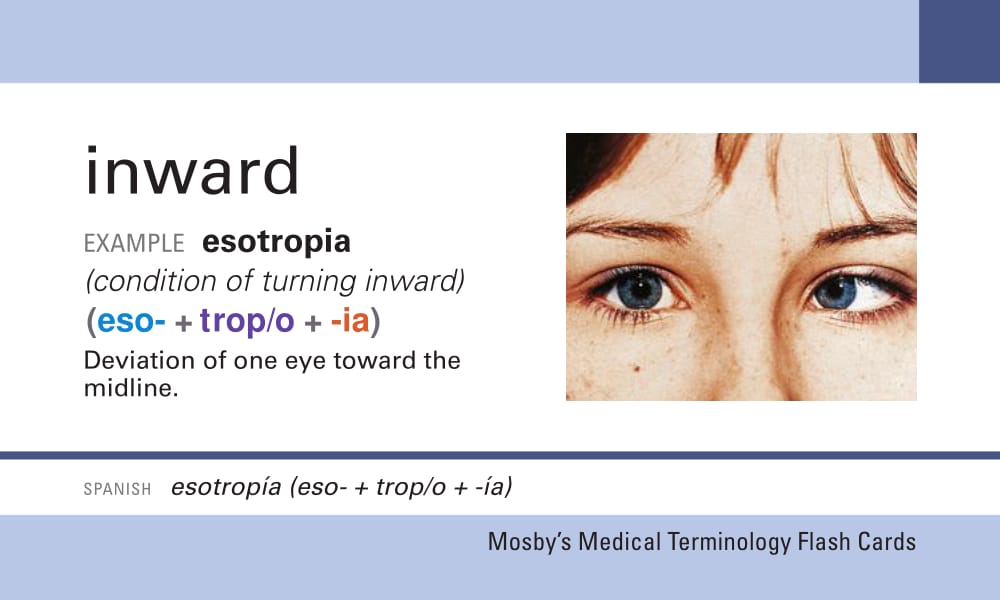 inward
EXAMPLE esotropia
(condition of turning inward)
(eso- + trop/o + -ia)
Deviation of one eye toward the
midline.
SPANISH esotropía (eso- + trop/o + -ía)
Mosby’s Medical Terminology Flash Cards